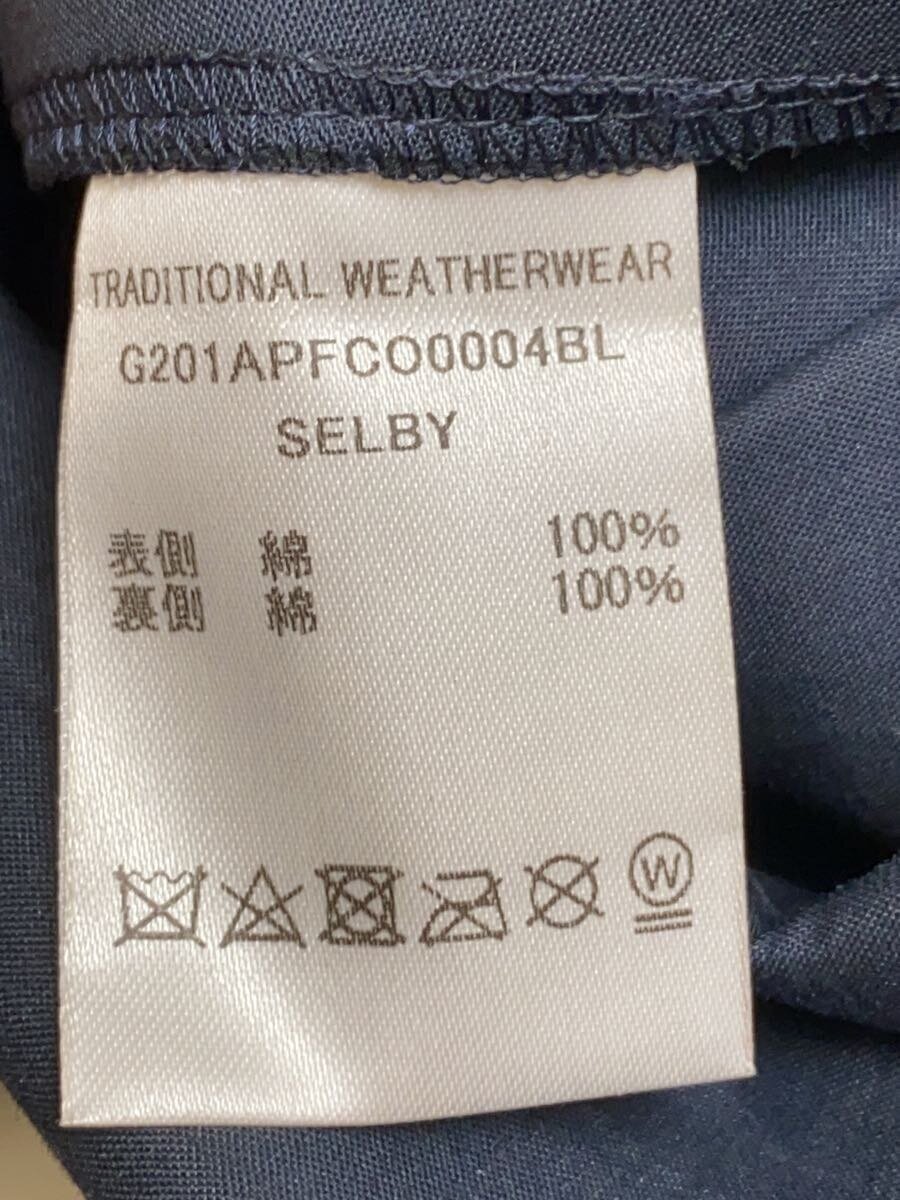 TRADITIONAL WEATHERWEAR
G201APFCO0004BL
SELBY
表側 綿 100%
裏側 綿 100%
W